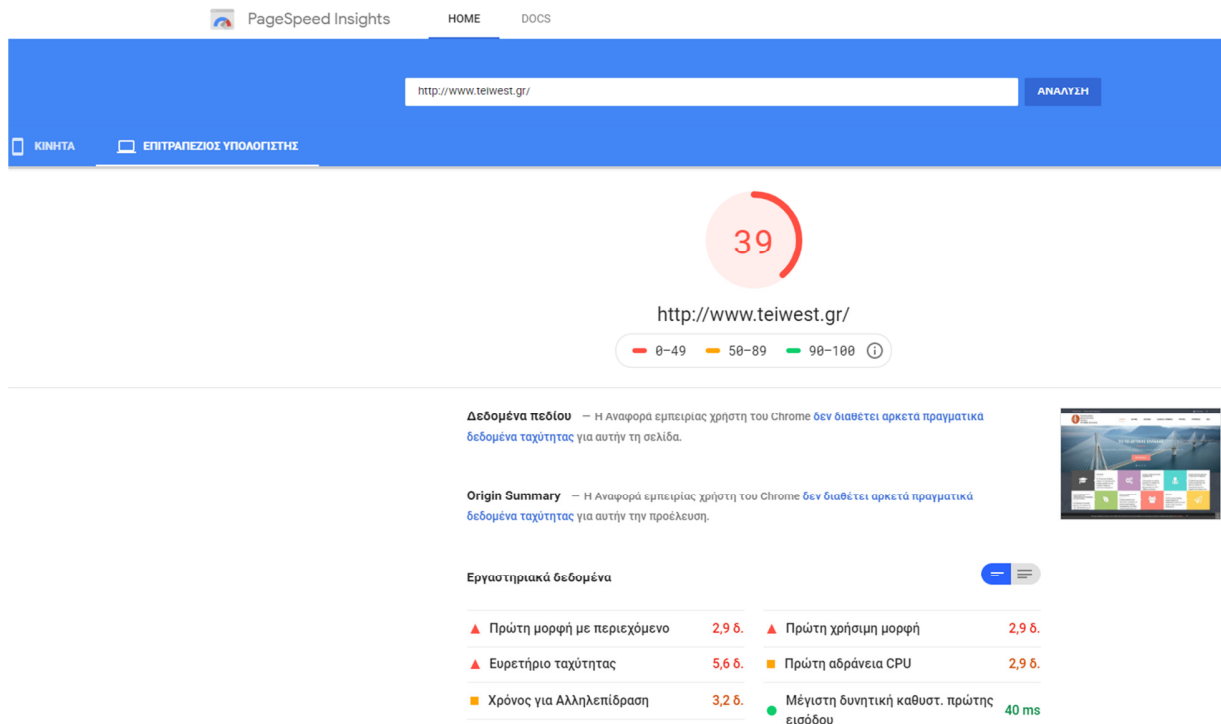 PageSpeed Insights HOME DOCS
http://www.teiwest.gr/ ΑΝΑΛΥΣΗ
ΚΙΝΗΤΑ ΕΠΙΤΡΑΠΕΖΙΟΣ ΥΠΟΛΟΓΙΣΤΗΣ
39
http://www.teiwest.gr/
0–49 50–89 90–100
Δεδομένα πεδίου — Η Αναφορά εμπειρίας χρήστη του Chrome δεν διαθέτει αρκετά πραγματικά
δεδομένα ταχύτητας για αυτήν τη σελίδα.
Origin Summary — Η Αναφορά εμπειρίας χρήστη του Chrome δεν διαθέτει αρκετά πραγματικά
δεδομένα ταχύτητας για αυτήν την προέλευση.
Εργαστηριακά δεδομένα
Πρώτη μορφή με περιεχόμενο 2,9 δ. Πρώτη χρήσιμη μορφή 2,9 δ.
Ευρετήριο ταχύτητας 5,6 δ. Πρώτη αδράνεια CPU 2,9 δ.
Χρόνος για Αλληλεπίδραση 3,2 δ. Μέγιστη δυνητική καθυστ. πρώτης
εισόδου 40 ms